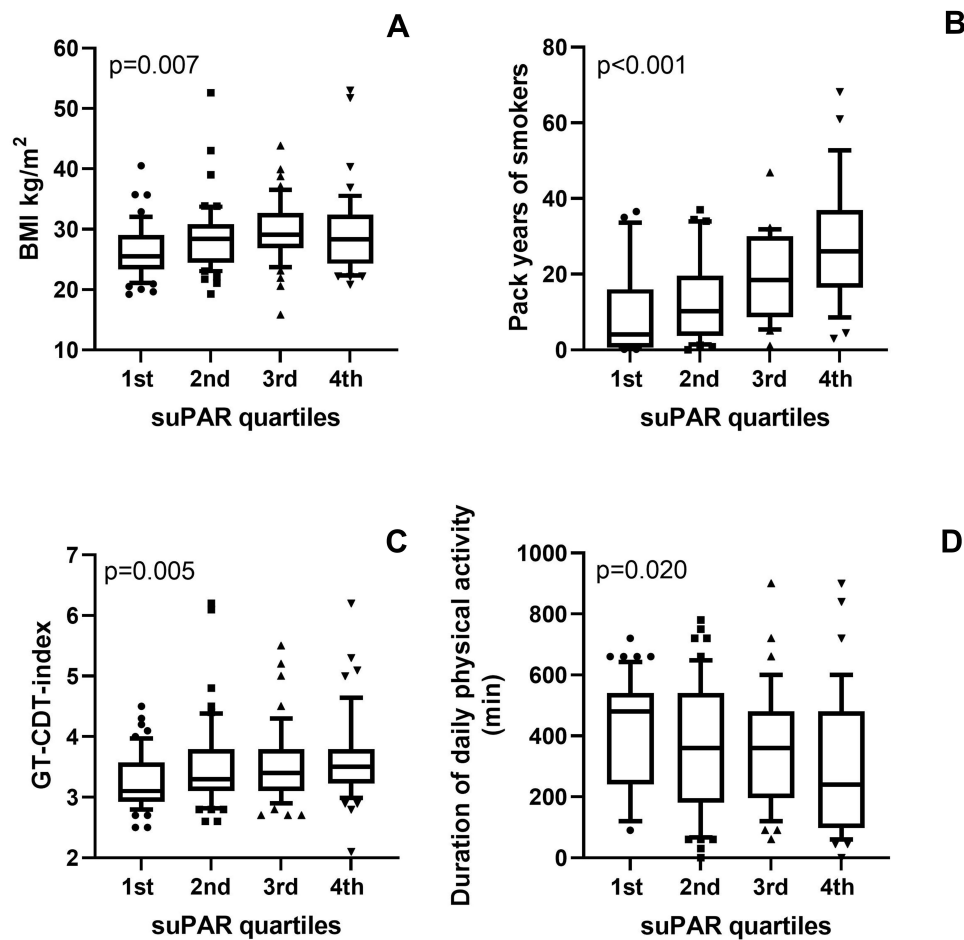 A
p=0.007
60
50
40
30
20
10
BMI kg/m²
1st 2nd 3rd 4th
suPAR quartiles
B
p<0.001
80
60
40
20
0
Pack years of smokers
1st 2nd 3rd 4th
suPAR quartiles
C
p=0.005
7
6
5
4
3
2
GT-CDT-index
1st 2nd 3rd 4th
suPAR quartiles
D
p=0.020
1000
800
600
400
200
0
Duration of daily physical activity
(min)
1st 2nd 3rd 4th
suPAR quartiles